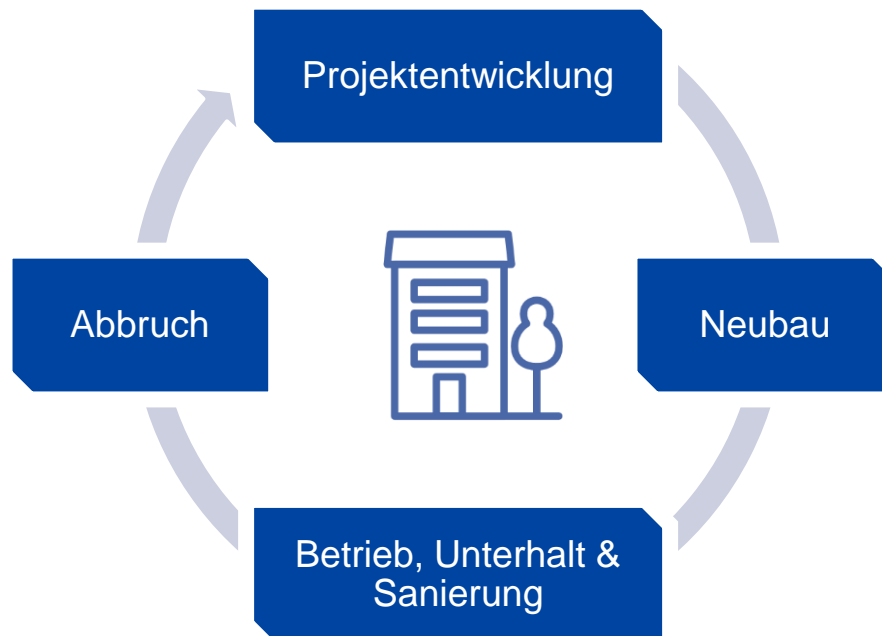 Projektentwicklung
Abbruch
Neubau
Betrieb, Unterhalt &
Sanierung